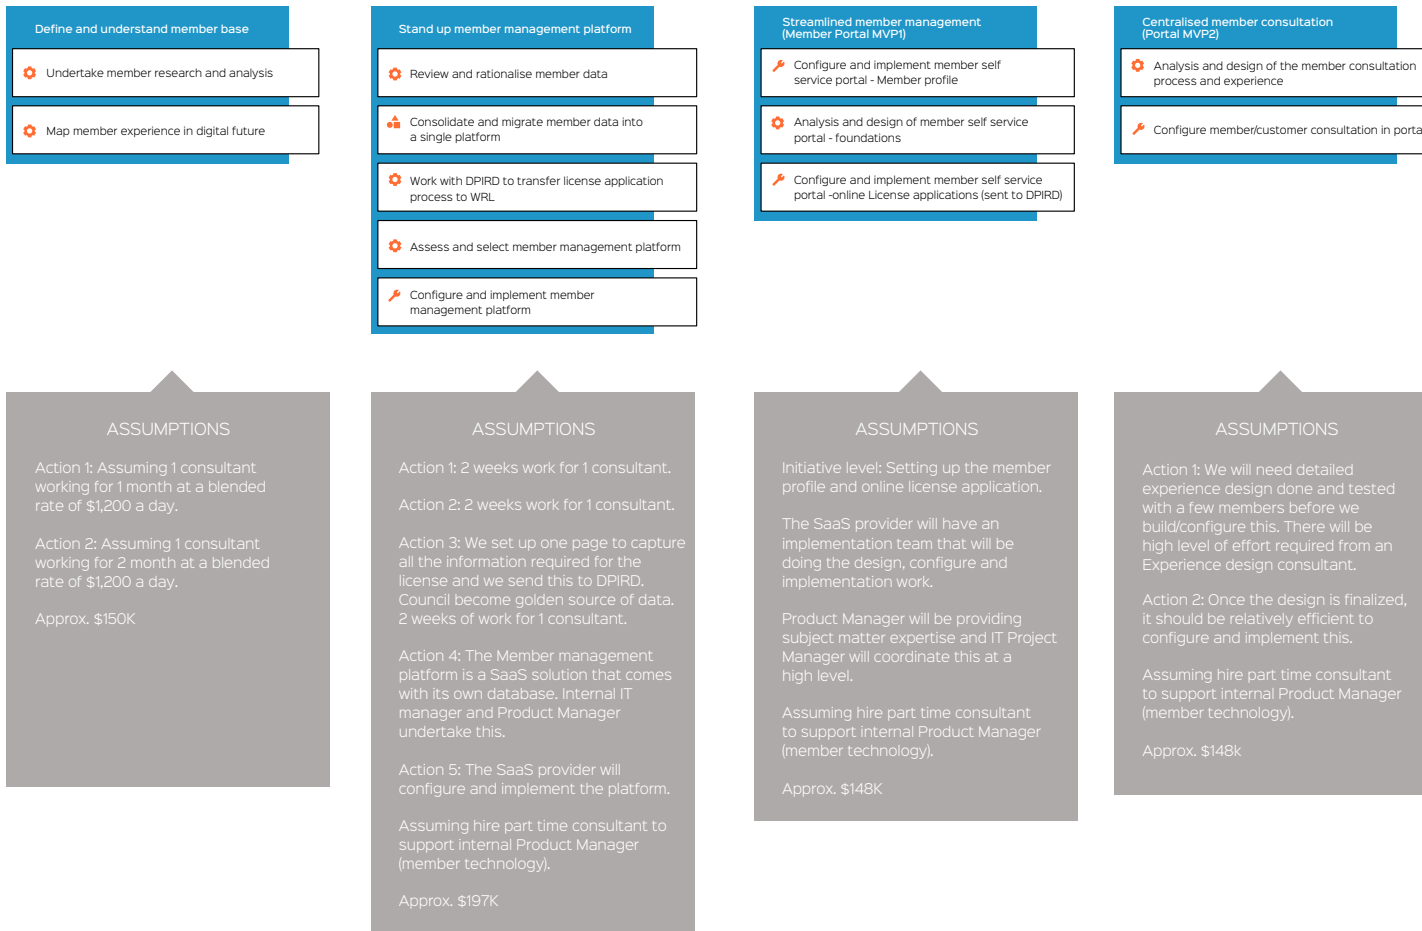 Define and understand member base
Undertake member research and analysis
Map member experience in digital future
Stand up member management platform
Review and rationalise member data
Consolidate and migrate member data into
a single platform
Work with DPIRD to transfer license application
process to WRL
Assess and select member management platform
Configure and implement member
management platform
Streamlined member management
(Member Portal MVP1)
Configure and implement member self
service portal - Member profile
Analysis and design of member self service
portal - foundations
Configure and implement member self service
portal -online License applications (sent to DPIRD)
Centralised member consultation
(Portal MVP2)
Analysis and design of the member consultation
process and experience
Configure member/customer consultation in porta
ASSUMPTIONS
Action 1: Assuming 1 consultant
working for 1 month at a blended
rate of $1,200 a day.
Action 2: Assuming 1 consultant
working for 2 month at a blended
rate of $1,200 a day.
Approx. $150K
ASSUMPTIONS
Action 1: 2 weeks work for 1 consultant.
Action 2: 2 weeks work for 1 consultant.
Action 3: We set up one page to capture
all the information required for the
license and we send this to DPIRD.
Council become golden source of data.
2 weeks of work for 1 consultant.
Action 4: The Member management
platform is a SaaS solution that comes
with its own database. Internal IT
manager and Product Manager
undertake this.
Action 5: The SaaS provider will
configure and implement the platform.
Assuming hire part time consultant to
support internal Product Manager
(member technology).
Approx. $197K
ASSUMPTIONS
Initiative level: Setting up the member
profile and online license application.
The SaaS provider will have an
implementation team that will be
doing the design, configure and
implementation work.
Product Manager will be providing
subject matter expertise and IT Project
Manager will coordinate this at a
high level.
Assuming hire part time consultant
to support internal Product Manager
(member technology).
Approx. $148K
ASSUMPTIONS
Action 1: We will need detailed
experience design done and tested
with a few members before we
build/configure this. There will be
high level of effort required from an
Experience design consultant.
Action 2: Once the design is finalized,
it should be relatively efficient to
configure and implement this.
Assuming hire part time consultant
to support internal Product Manager
(member technology).
Approx. $148k